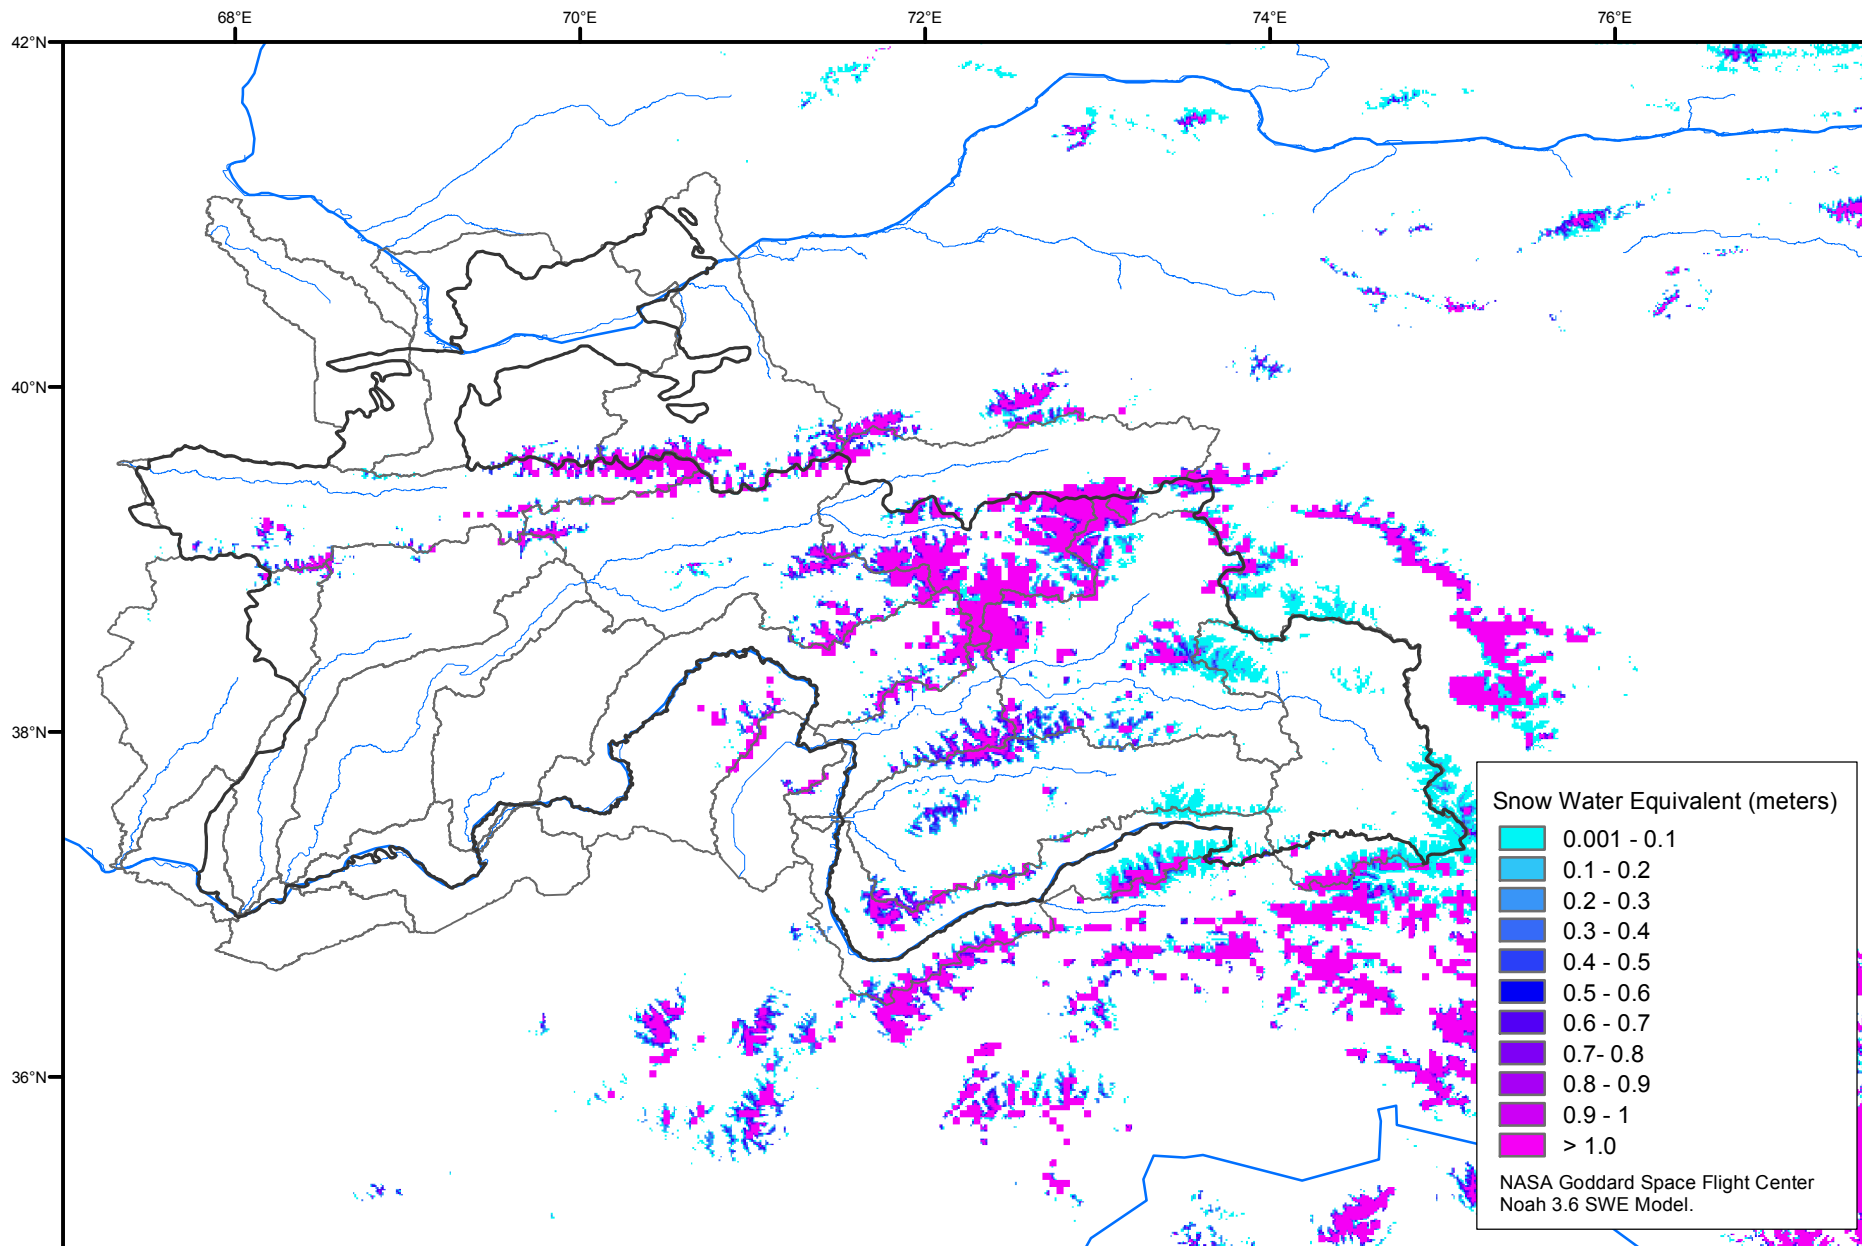 68°E 70°E 72°E 74°E 76°E
42°N
40°N
38°N
36°N
Snow Water Equivalent (meters)
0.001 - 0.1
0.1 - 0.2
0.2 - 0.3
0.3 - 0.4
0.4 - 0.5
0.5 - 0.6
0.6 - 0.7
0.7- 0.8
0.8 - 0.9
0.9 - 1
> 1.0
NASA Goddard Space Flight Center
Noah 3.6 SWE Model.